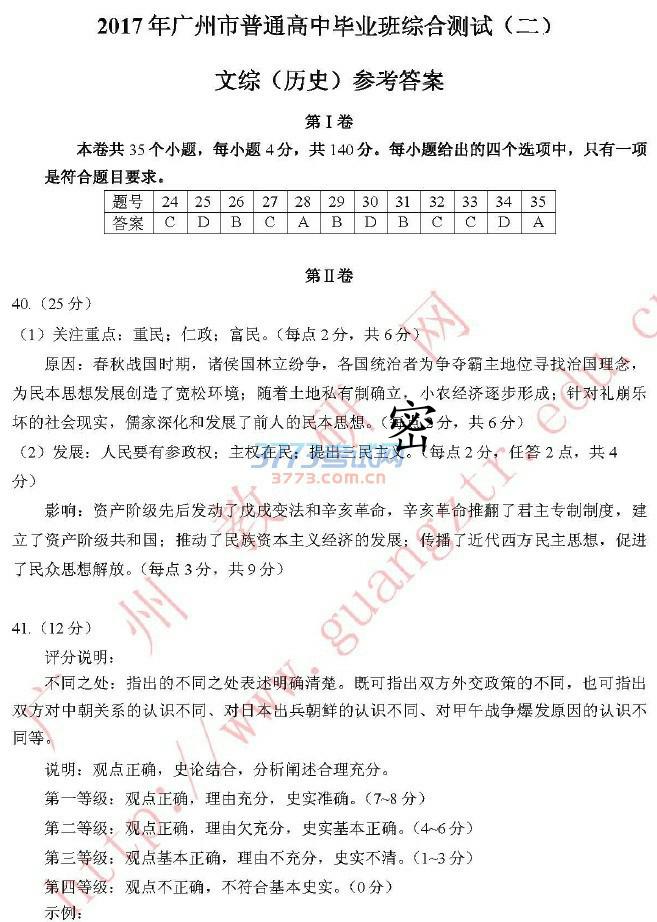 2017年广州市普通高中毕业班综合测试（二）
文综（历史）参考答案
第Ⅰ卷
本卷共35个小题，每小题4分，共140分。每小题给出的四个选项中，只有一项
是符合题目要求。
题号 24 25 26 27 28 29 30 31 32 33 34 35
答案 C D B C A B D B C C D A
第Ⅱ卷
40.（25分）
（1）关注重点：重民；仁政；富民。（每点2分，共6分）
原因：春秋战国时期，诸侯国林立纷争，各国统治者为争夺霸主地位寻找治国理念，
为民本思想发展创造了宽松环境；随着土地私有制确立，小农经济逐步形成；针对礼崩乐
坏的社会现实，儒家深化和发展了前人的民本思想。（每点2分，共6分）
密
（2）发展：人民要有参政权；主权在民；提出三民主义。（每点2分，任答2点，共4
分）
3773考试网
3773.com.cn
影响：资产阶级先后发动了戊戌变法和辛亥革命，辛亥革命推翻了君主专制制度，建
立了资产阶级共和国；推动了民族资本主义经济的发展；传播了近代西方民主思想，促进
了民众思想解放。（每点3分，共9分）
41.（12分）
评分说明：
不同之处：指出的不同之处表述明确清楚。既可指出双方外交政策的不同，也可指出
双方对中朝关系的认识不同、对日本出兵朝鲜的认识不同、对甲午战争爆发原因的认识不
同等。
说明：观点正确，史论结合，分析阐述合理充分。
第一等级：观点正确，理由充分，史实准确。（7~8分）
第二等级：观点正确，理由欠充分，史实基本正确。（4~6分）
第三等级：观点基本正确，理由不充分，史实不清。（1~3分）
第四等级：观点不正确，不符合基本史实。（0分）
示例：
广州教研网
http://www.guangztr.edu.cn